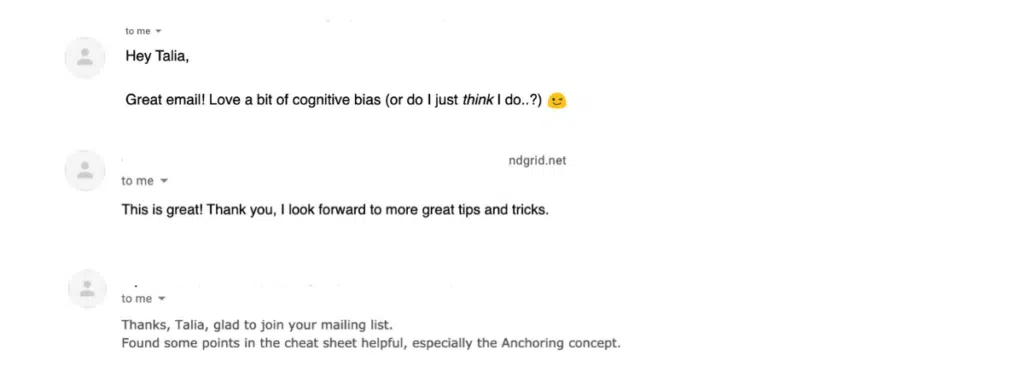 to me
Hey Talia,
Great email! Love a bit of cognitive bias (or do I just think I do..?) 😉
ndgrid.net
to me
This is great! Thank you, I look forward to more great tips and tricks.
to me
Thanks, Talia, glad to join your mailing list.
Found some points in the cheat sheet helpful, especially the Anchoring concept.